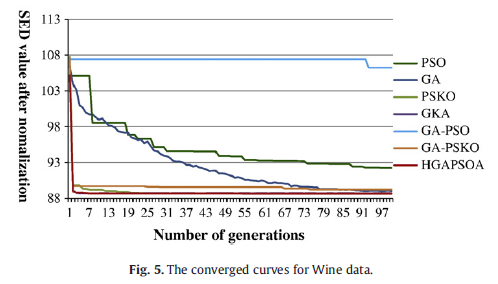 SED value after nomalization
113
108
103
98
93
88
1 7 13 19 25 31 37 43 49 55 61 67 73 79 85 91 97
Number of generations
PSO
GA
PSKO
GKA
GA-PSO
GA-PSKO
HGAPSOA
Fig. 5. The converged curves for Wine data.